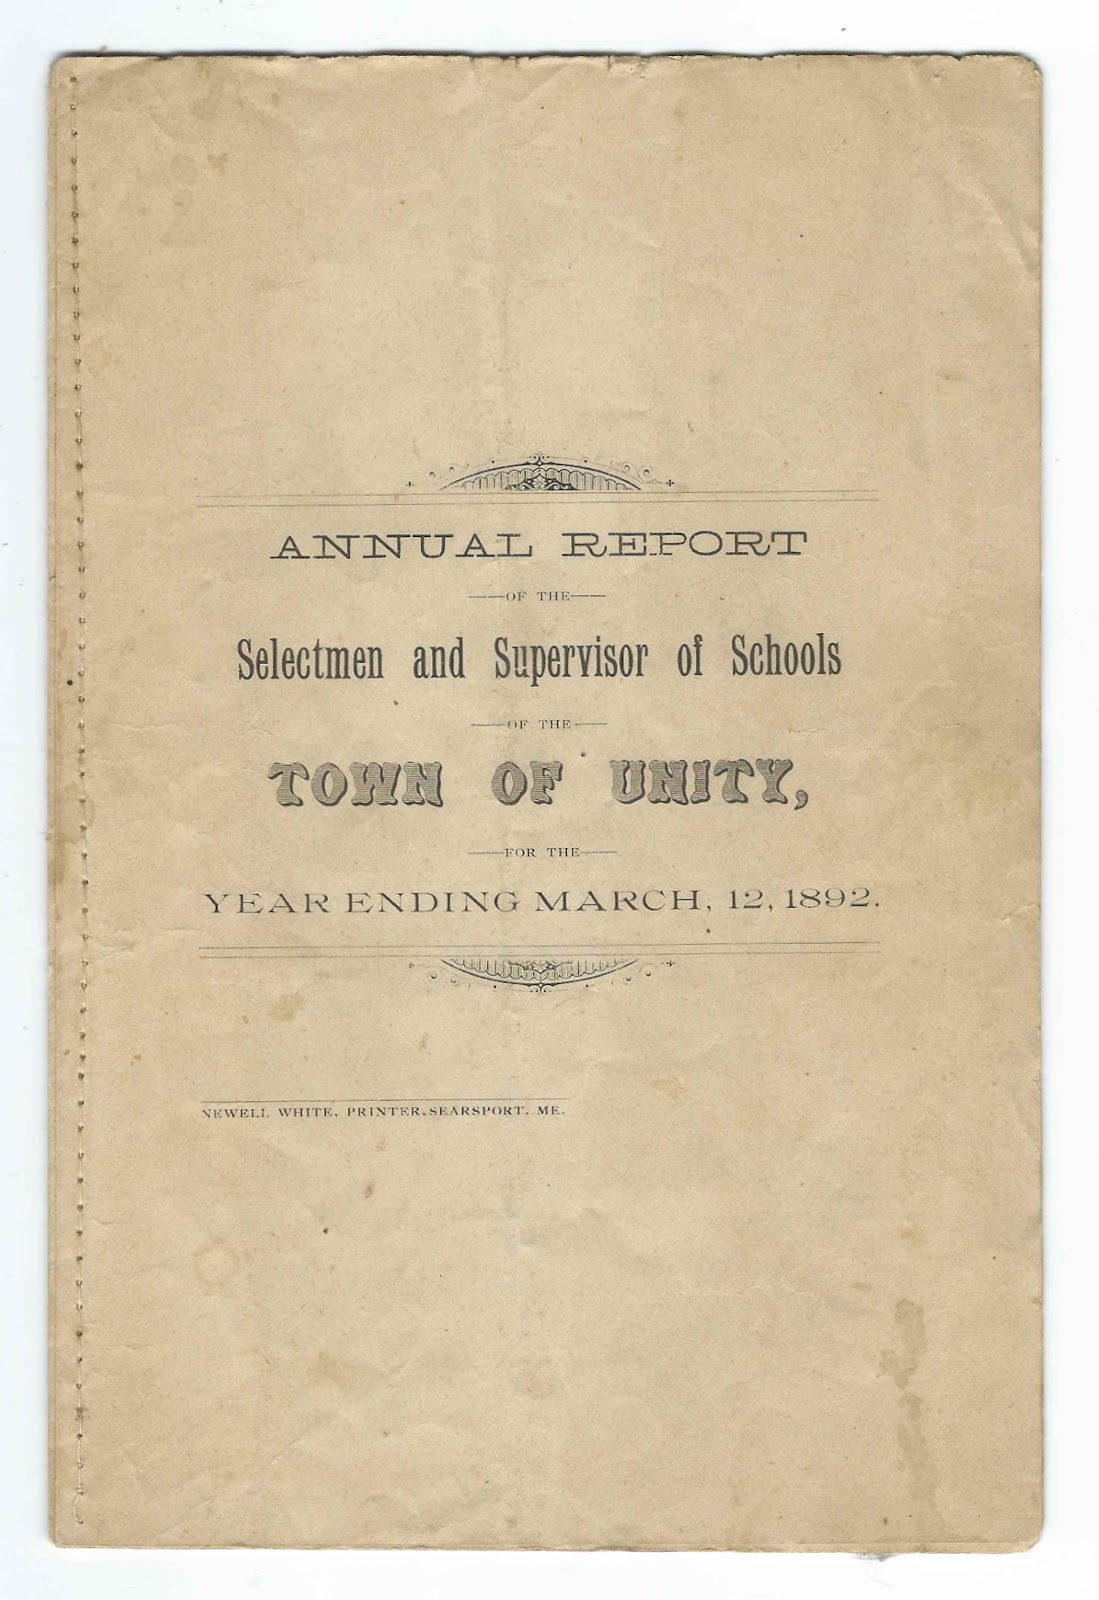 ANNUAL REPORT
OF THE
Selectmen and Supervisor of Schools
OF THE
TOWN OF UNITY,
FOR THE
YEAR ENDING MARCH, 12, 1892.
NEWELL WHITE, PRINTER, SEARSPORT, ME.